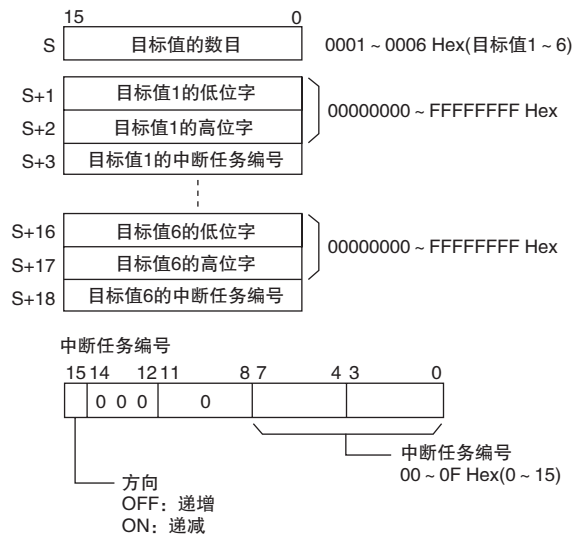 15 0
S 目标值的数目 0001~0006 Hex(目标值1~6)
S+1 目标值1的低位字
00000000~FFFFFFFF Hex
S+2 目标值1的高位字
S+3 目标值1的中断任务编号
S+16 目标值6的低位字
00000000~FFFFFFFF Hex
S+17 目标值6的高位字
S+18 目标值6的中断任务编号
中断任务编号
15 14 12 11 8 7 4 3 0
0 0 0 0
中断任务编号
00~0F Hex(0~15)
方向
OFF：递增
ON：递减